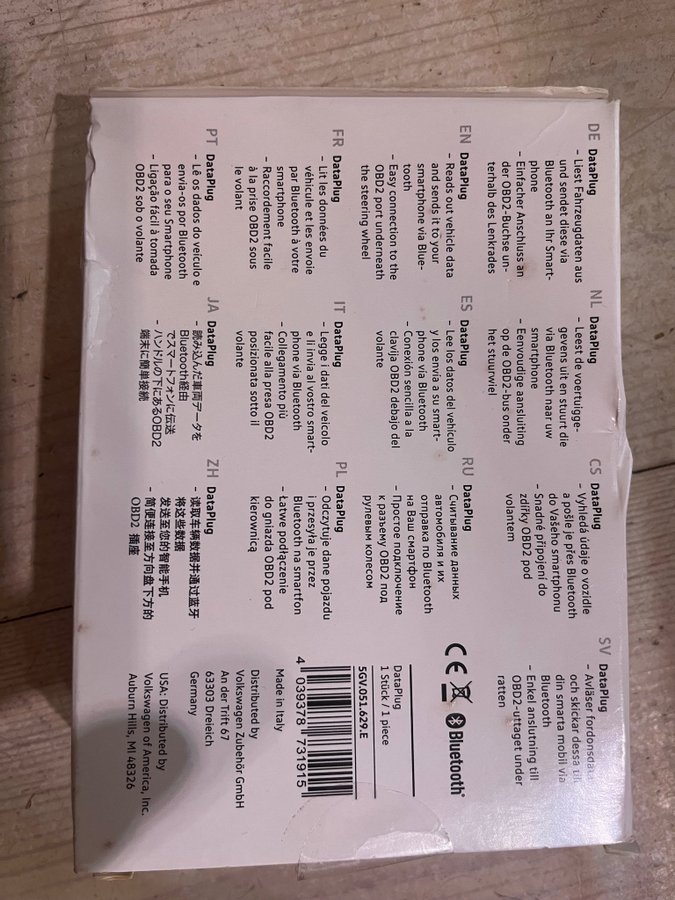 DE DataPlug
– Liest Fahrzeugdaten aus
und sendet diese via
Bluetooth an Ihr Smart-
phone
– Einfacher Anschluss an
der OBD2-Buchse un-
terhalb des Lenkrades
NL DataPlug
– Leest de voertuigge-
gevens uit en stuurt die
via Bluetooth naar uw
smartphone
– Eenvoudige aansluiting
op de OBD2-bus onder
het stuurwiel
CS DataPlug
– Vyhledá údaje o vozidle
a pošle je přes Bluetooth
do Vašeho smartphonu
– Snadné připojení do
zdířky OBD2 pod
volantem
SV DataPlug
– Avläser fordonsdata
och skickar dessa till
din smarta mobil via
Bluetooth
– Enkel anslutning till
OBD2-uttaget under
ratten
EN DataPlug
– Reads out vehicle data
and sends it to your
smartphone via Blue-
tooth
– Easy connection to the
OBD2 port underneath
the steering wheel
ES DataPlug
– Lee los datos del vehículo
y los envía a su smart-
phone via Bluetooth
– Conexión sencilla a la
clavija OBD2 debajo del
volante
RU DataPlug
– Считывание данных
автомобиля и их
отправка по Bluetooth
на Ваш смартфон
– Простое подключение
к разъему OBD2 под
рулевым колесом
CE Bluetooth®
FR DataPlug
– Lit les données du
véhicule et les envoie
par Bluetooth à votre
smartphone
– Raccordement facile
à la prise OBD2 sous
le volant
IT DataPlug
– Legge i dati del veicolo
e li invia al vostro smart-
phone via Bluetooth
– Collegamento più
facile alla presa OBD2
posizionata sotto il
volante
PL DataPlug
– Odczytuje dane pojazdu
i przesyła je przez
Bluetooth na smartfon
– Łatwe podłączenie
do gniazda OBD2 pod
kierownicą
DataPlug
1 Stück / 1 piece
5GV.051.629.E
4 039378 731915
PT DataPlug
– Lê os dados do veículo e
envia-os por Bluetooth
para o seu Smartphone
– Ligação fácil à tomada
OBD2 sob o volante
JA DataPlug
– 読み込んだ車両データを
Bluetooth経由
でスマートフォンに伝送
– ハンドルの下にあるOBD2
端末に簡単接続
ZH DataPlug
– 读取车辆数据并通过蓝牙
将这些数据
发送至您的智能手机
– 简便连接至方向盘下方的
OBD2 插座
Made in Italy
Distributed by
Volkswagen Zubehör GmbH
An der Trift 67
63303 Dreieich
Germany
USA: Distributed by
Volkswagen of America, Inc.
Auburn Hills, MI 48326